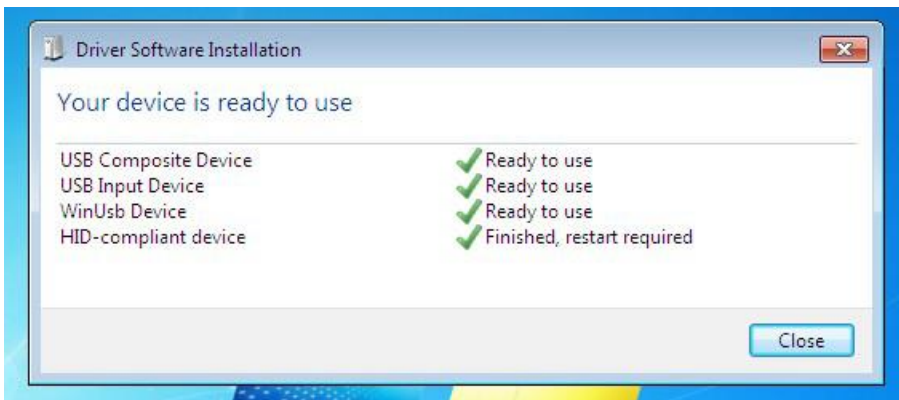 Driver Software Installation
Your device is ready to use
USB Composite Device Ready to use
USB Input Device Ready to use
WinUsb Device Ready to use
HID-compliant device Finished, restart required
Close